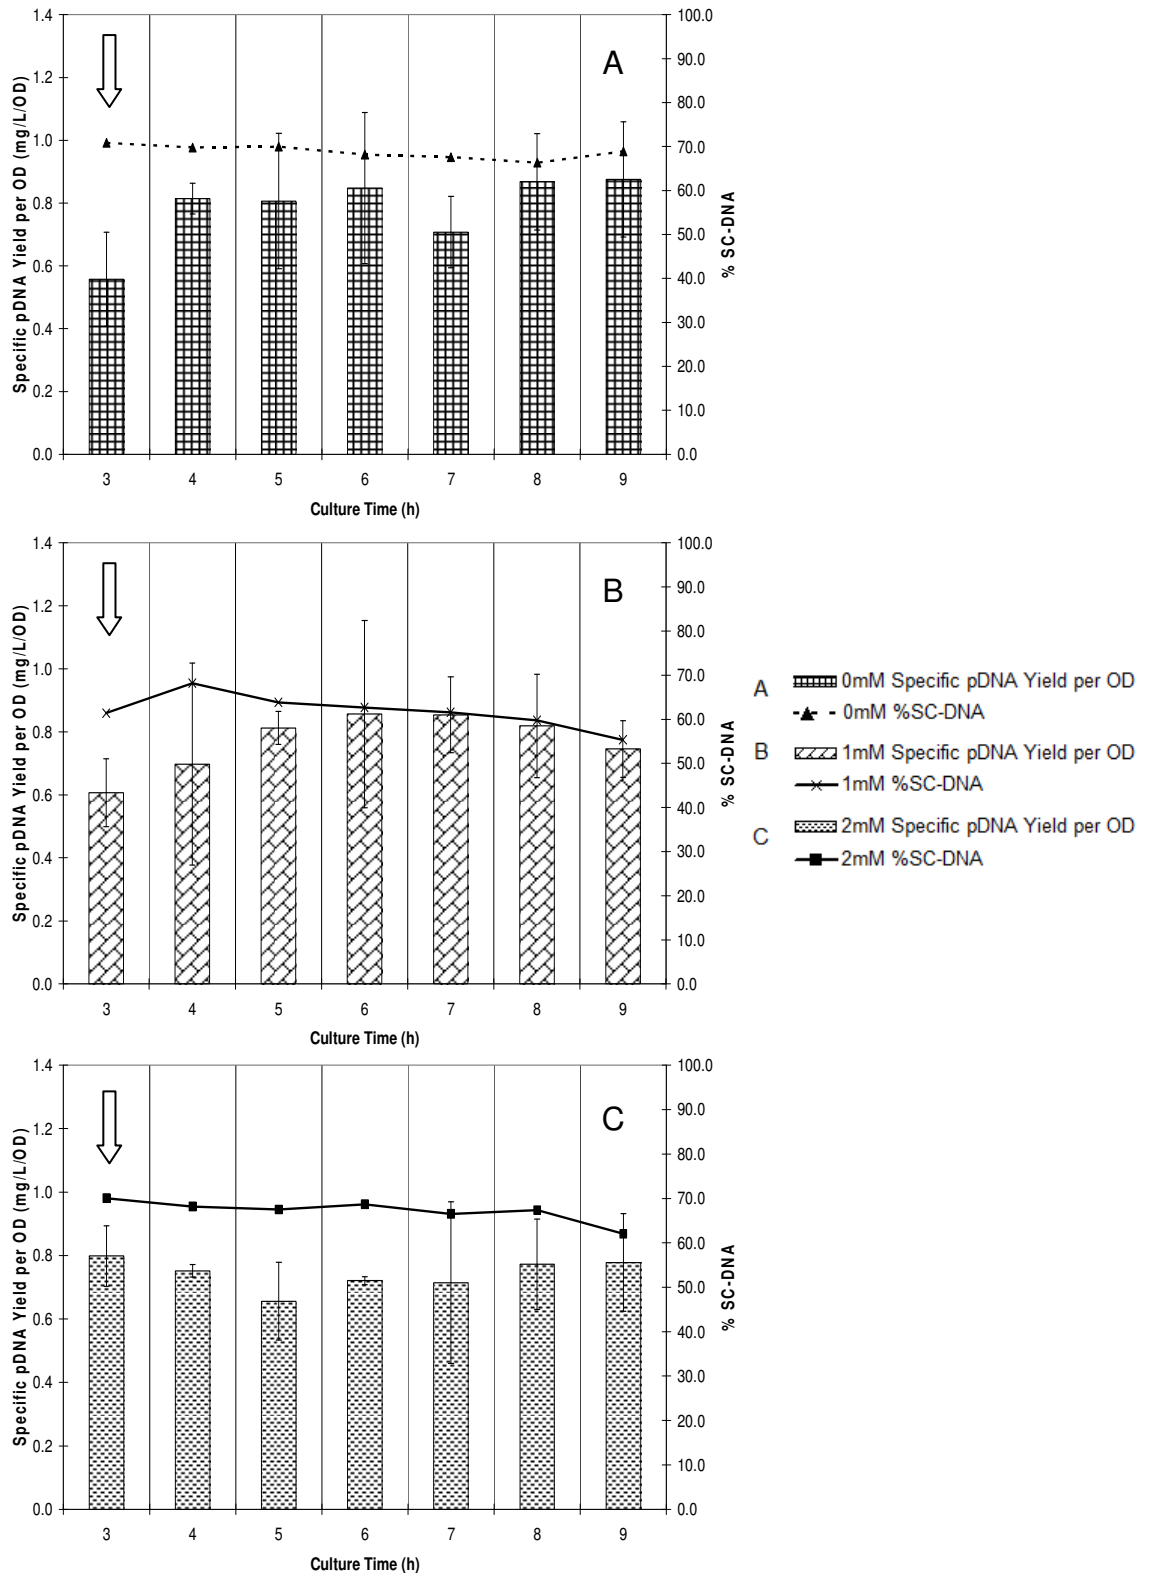 A
Specific pDNA Yield per OD (mg/L/OD)
1.4
1.2
1.0
0.8
0.6
0.4
0.2
0.0
100.0
90.0
80.0
70.0
60.0
50.0
40.0
30.0
20.0
10.0
0.0
% SC-DNA
3 4 5 6 7 8 9
Culture Time (h)
B
Specific pDNA Yield per OD (mg/L/OD)
1.4
1.2
1.0
0.8
0.6
0.4
0.2
0.0
100.0
90.0
80.0
70.0
60.0
50.0
40.0
30.0
20.0
10.0
0.0
% SC-DNA
3 4 5 6 7 8 9
Culture Time (h)
A
0mM Specific pDNA Yield per OD
0mM %SC-DNA
B
1mM Specific pDNA Yield per OD
1mM %SC-DNA
C
2mM Specific pDNA Yield per OD
2mM %SC-DNA
C
Specific pDNA Yield per OD (mg/L/OD)
1.4
1.2
1.0
0.8
0.6
0.4
0.2
0.0
100.0
90.0
80.0
70.0
60.0
50.0
40.0
30.0
20.0
10.0
0.0
% SC-DNA
3 4 5 6 7 8 9
Culture Time (h)